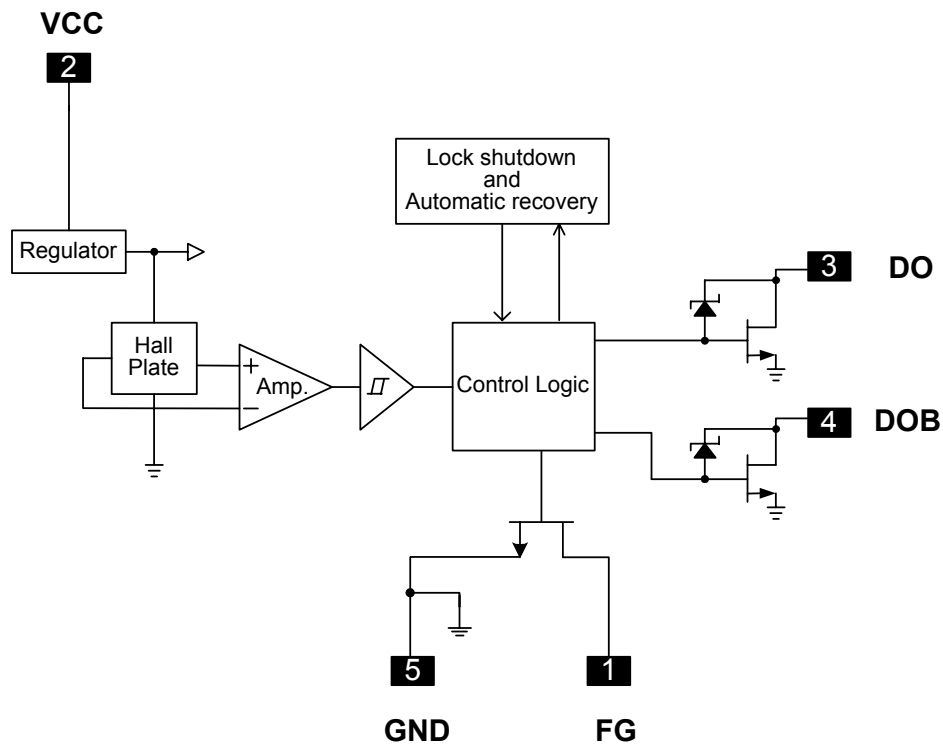 VCC
2
Lock shutdown
and
Automatic recovery
Regulator
3 DO
Hall
Plate
+
Amp.
−
Control Logic
4 DOB
5
1
GND
FG